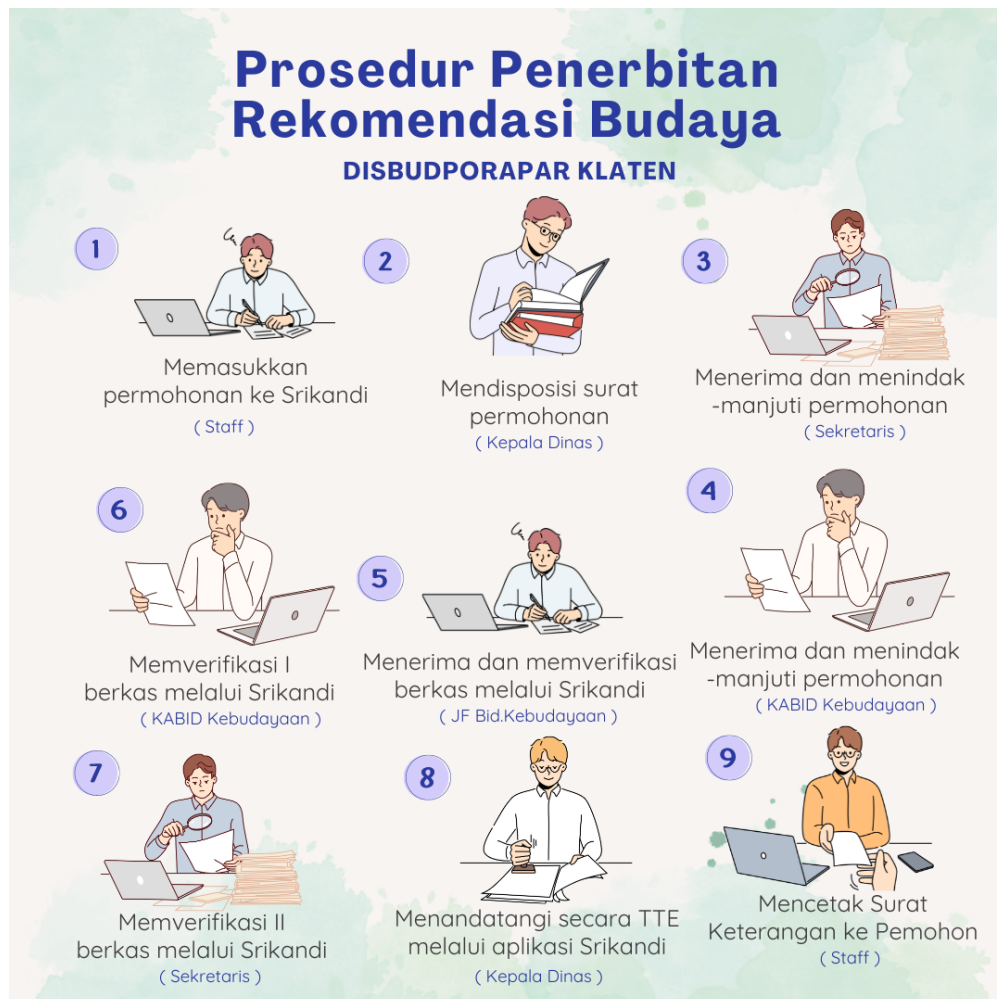 Prosedur Penerbitan
Rekomendasi Budaya
DISBUDPORAPAR KLATEN
1
Memasukkan
permohonan ke Srikandi
( Staff )
2
Mendisposisi surat
permohonan
( Kepala Dinas )
3
Menerima dan menindak
-manjuti permohonan
( Sekretaris )
4
Menerima dan menindak
-manjuti permohonan
( KABID Kebudayaan )
5
Menerima dan memverifikasi
berkas melalui Srikandi
( JF Bid.Kebudayaan )
6
Memverifikasi I
berkas melalui Srikandi
( KABID Kebudayaan )
7
Memverifikasi II
berkas melalui Srikandi
( Sekretaris )
8
Menandatangi secara TTE
melalui aplikasi Srikandi
( Kepala Dinas )
9
Mencetak Surat
Keterangan ke Pemohon
( Staff )